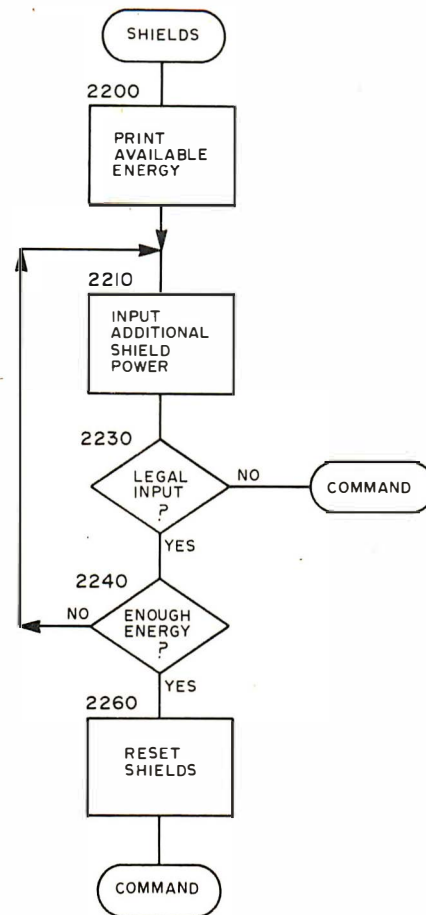 SHIELDS
2200
PRINT
AVAILABLE
ENERGY
2210
INPUT
ADDITIONAL
SHIELD
POWER
2230
LEGAL
INPUT
?
NO
COMMAND
YES
2240
NO
ENOUGH
ENERGY
?
YES
2260
RESET
SHIELDS
COMMAND